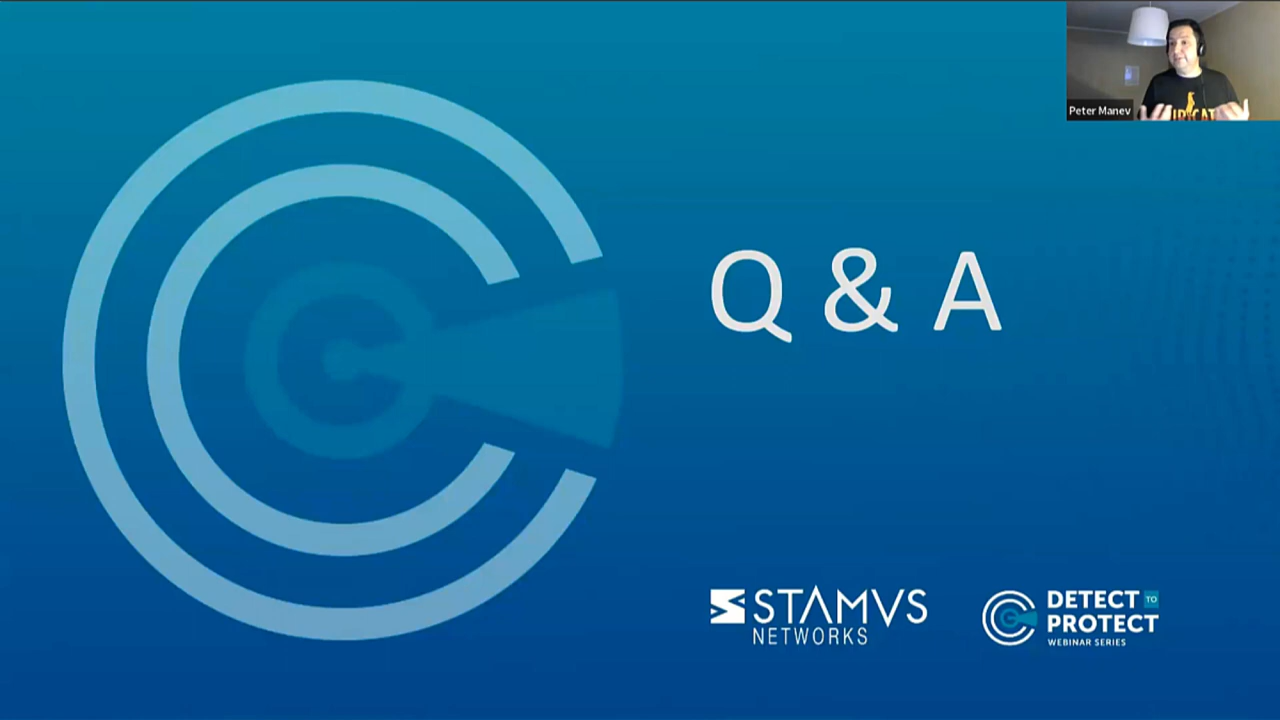 Peter Manev
Q & A
STAMVS
NETWORKS
DETECT TO
PROTECT
WEBINAR SERIES